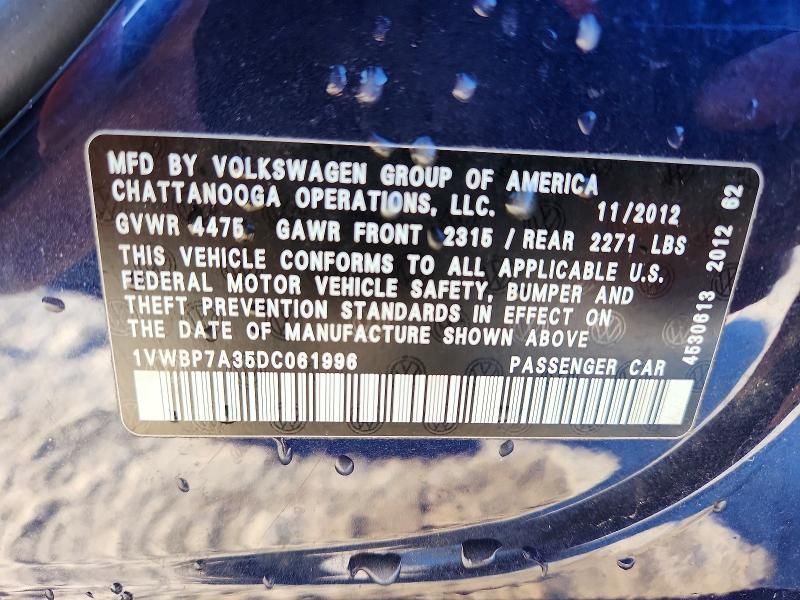 MFD BY VOLKSWAGEN GROUP OF AMERICA
CHATTANOOGA OPERATIONS, LLC. 11/2012
GVWR 4475 GAWR FRONT 2315 / REAR 2271 LBS
THIS VEHICLE CONFORMS TO ALL APPLICABLE U.S.
FEDERAL MOTOR VEHICLE SAFETY, BUMPER AND
THEFT PREVENTION STANDARDS IN EFFECT ON
THE DATE OF MANUFACTURE SHOWN ABOVE
1VWBP7A35DC061996 PASSENGER CAR
4530613 2012 62